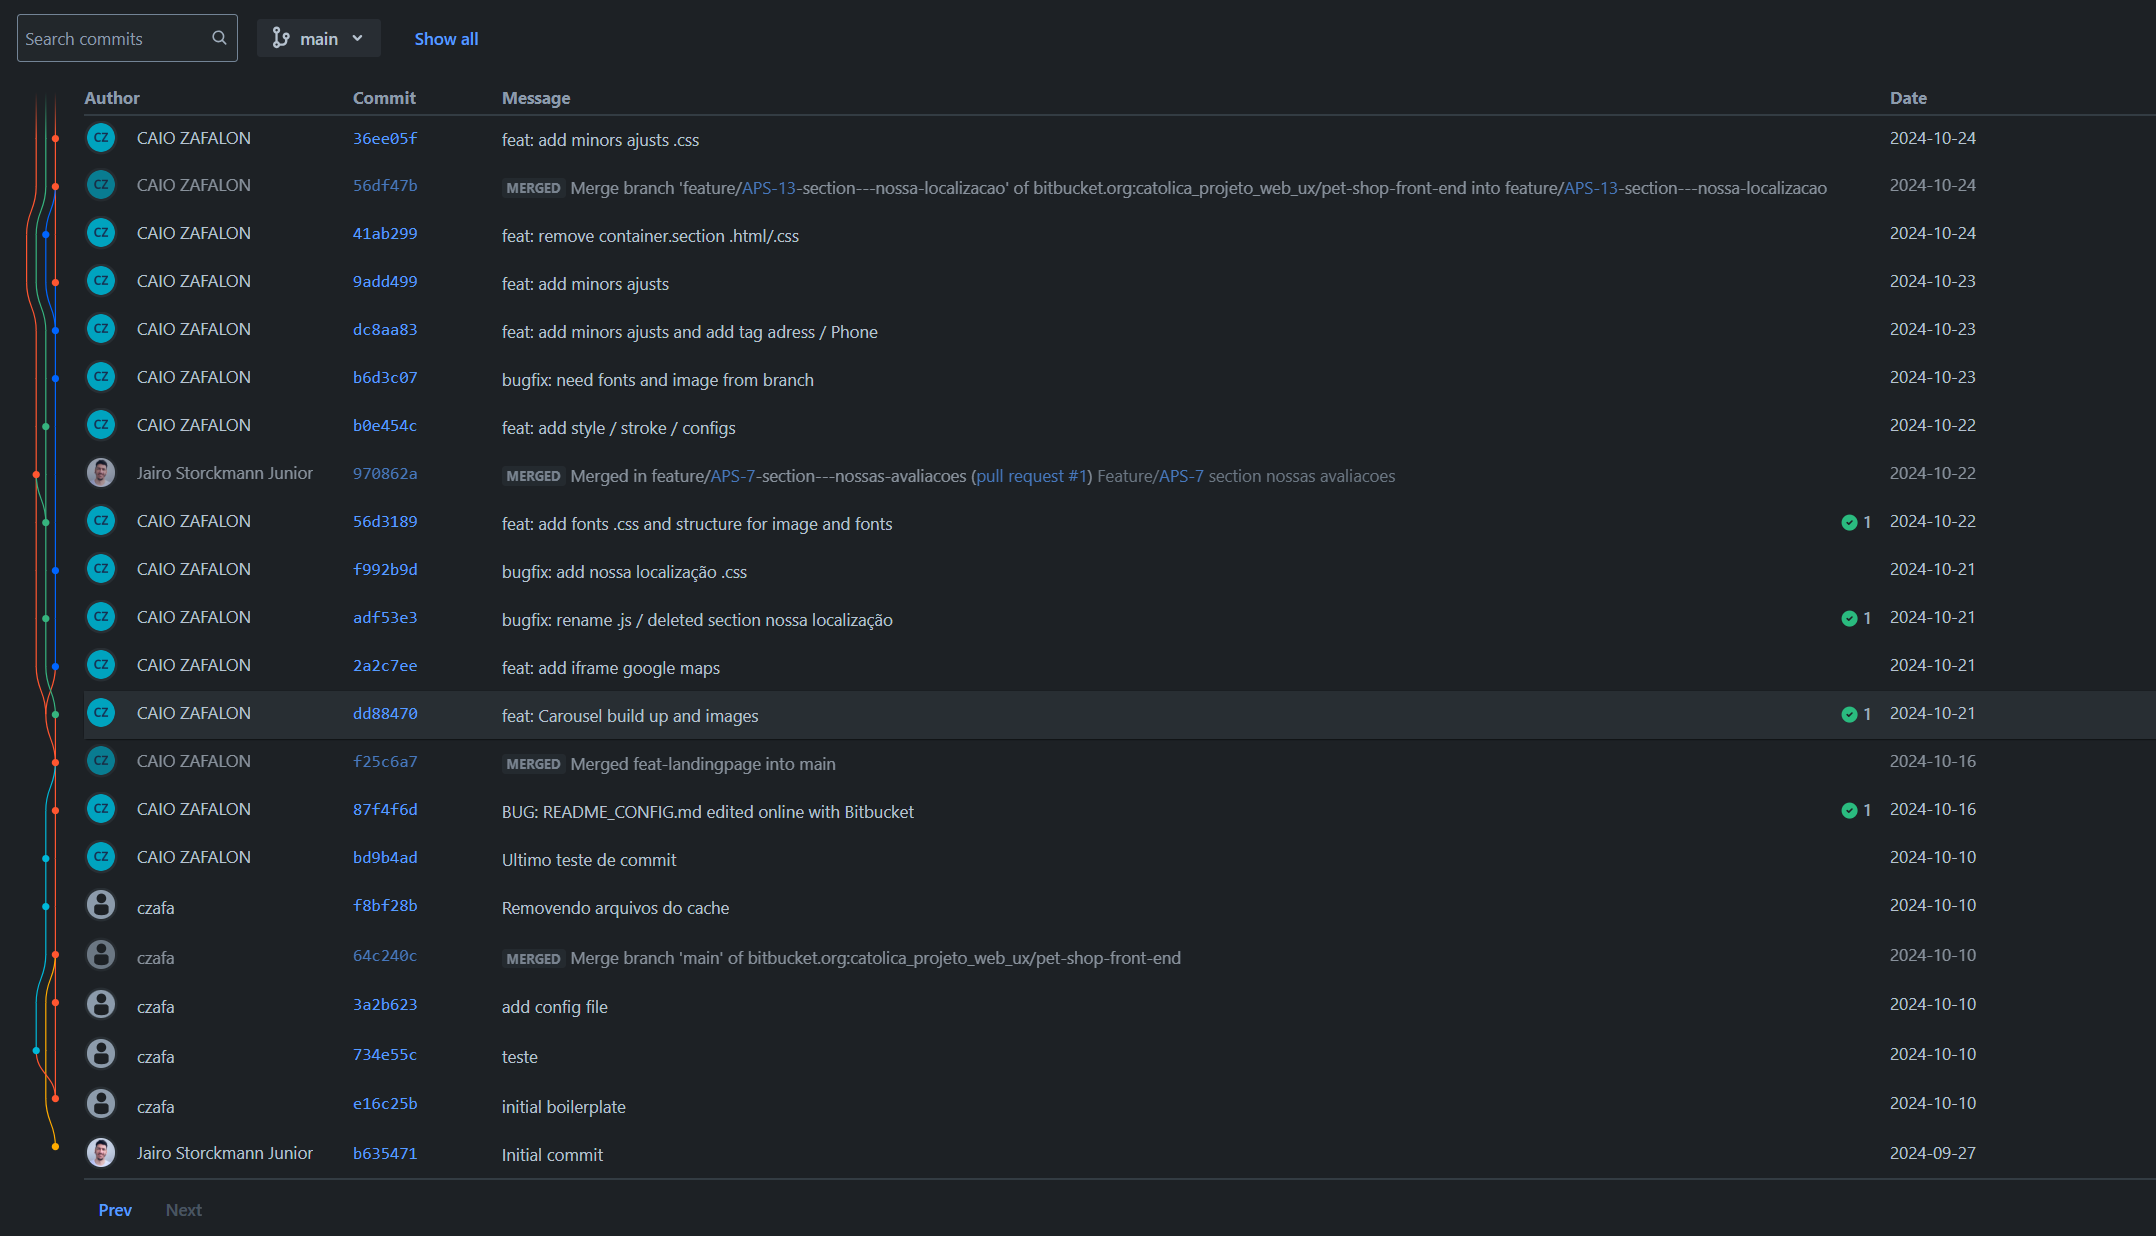 Search commits main Show all
Author Commit Message Date
CZ CAIO ZAFALON 36ee05f feat: add minors ajusts .css 2024-10-24
CZ CAIO ZAFALON 56df47b MERGED Merge branch 'feature/APS-13-section---nossa-localizacao' of bitbucket.org:catolica_projeto_web_ux/pet-shop-front-end into feature/APS-13-section---nossa-localizacao 2024-10-24
CZ CAIO ZAFALON 41ab299 feat: remove container.section .html/.css 2024-10-24
CZ CAIO ZAFALON 9add499 feat: add minors ajusts 2024-10-23
CZ CAIO ZAFALON dc8aa83 feat: add minors ajusts and add tag adress / Phone 2024-10-23
CZ CAIO ZAFALON b6d3c07 bugfix: need fonts and image from branch 2024-10-23
CZ CAIO ZAFALON b0e454c feat: add style / stroke / configs 2024-10-22
Jairo Storckmann Junior 970862a MERGED Merged in feature/APS-7-section---nossas-avaliacoes (pull request #1) Feature/APS-7 section nossas avaliacoes 2024-10-22
CZ CAIO ZAFALON 56d3189 feat: add fonts .css and structure for image and fonts 1 2024-10-22
CZ CAIO ZAFALON f992b9d bugfix: add nossa localização .css 2024-10-21
CZ CAIO ZAFALON adf53e3 bugfix: rename .js / deleted section nossa localização 1 2024-10-21
CZ CAIO ZAFALON 2a2c7ee feat: add iframe google maps 2024-10-21
CZ CAIO ZAFALON dd88470 feat: Carousel build up and images 1 2024-10-21
CZ CAIO ZAFALON f25c6a7 MERGED Merged feat-landingpage into main 2024-10-16
CZ CAIO ZAFALON 87f4f6d BUG: README_CONFIG.md edited online with Bitbucket 1 2024-10-16
CZ CAIO ZAFALON bd9b4ad Ultimo teste de commit 2024-10-10
czafa f8bf28b Removendo arquivos do cache 2024-10-10
czafa 64c240c MERGED Merge branch 'main' of bitbucket.org:catolica_projeto_web_ux/pet-shop-front-end 2024-10-10
czafa 3a2b623 add config file 2024-10-10
czafa 734e55c teste 2024-10-10
czafa e16c25b initial boilerplate 2024-10-10
Jairo Storckmann Junior b635471 Initial commit 2024-09-27
Prev Next